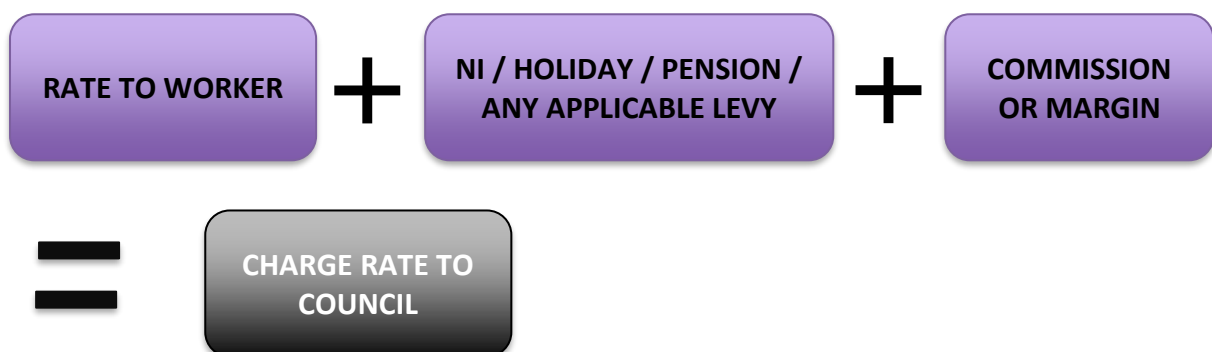 RATE TO WORKER
+
NI / HOLIDAY / PENSION /
ANY APPLICABLE LEVY
+
COMMISSION
OR MARGIN
=
CHARGE RATE TO
COUNCIL